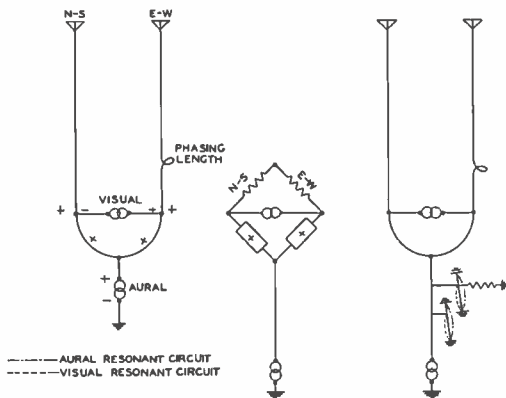 N-S E-W
PHASING
LENGTH
+ - VISUAL + +
x x
+
AURAL
-
N-S E-W
x x
AURAL RESONANT CIRCUIT
VISUAL RESONANT CIRCUIT